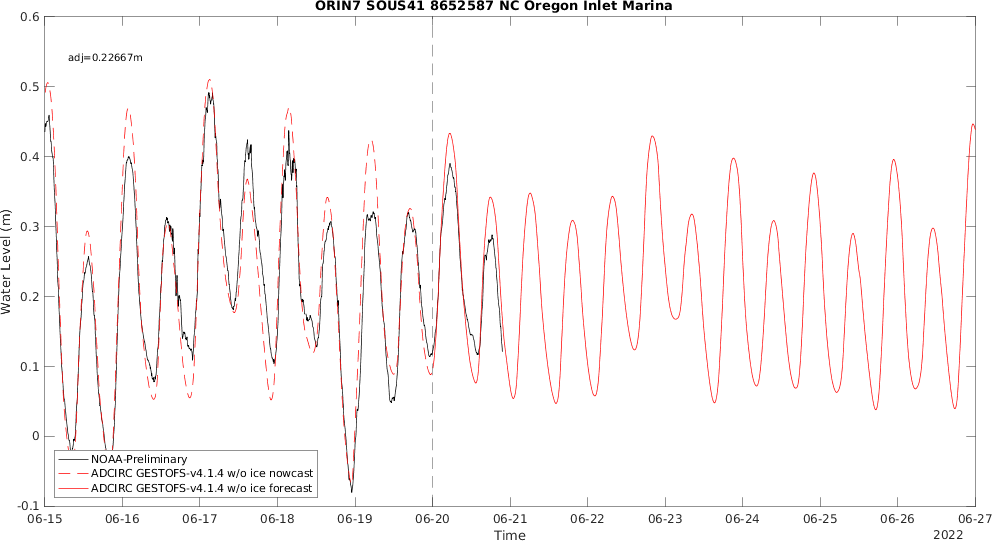 ORIN7 SOUS41 8652587 NC Oregon Inlet Marina
0.6
adj=0.22667m
0.5
0.4
0.3
0.2
0.1
0
-0.1
Water Level (m)
NOAA-Preliminary
ADCIRC GESTOFS-v4.1.4 w/o ice nowcast
ADCIRC GESTOFS-v4.1.4 w/o ice forecast
06-15 06-16 06-17 06-18 06-19 06-20 06-21 06-22 06-23 06-24 06-25 06-26 06-27
Time
2022